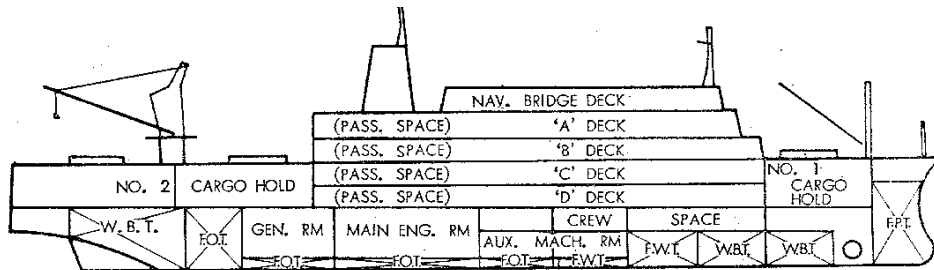 NAV. BRIDGE DECK
(PASS. SPACE) 'A' DECK
(PASS. SPACE) 'B' DECK
(PASS. SPACE) 'C' DECK
(PASS. SPACE) 'D' DECK
NO. 2 CARGO HOLD
NO. 1
CARGO
HOLD
W.B.T.
F.O.T.
GEN. RM
MAIN ENG. RM
CREW SPACE
AUX. MACH. RM
F.O.T.
F.O.T.
F.O.T.
F.W.T.
F.W.T.
W.B.T.
W.B.T.
F.P.T.